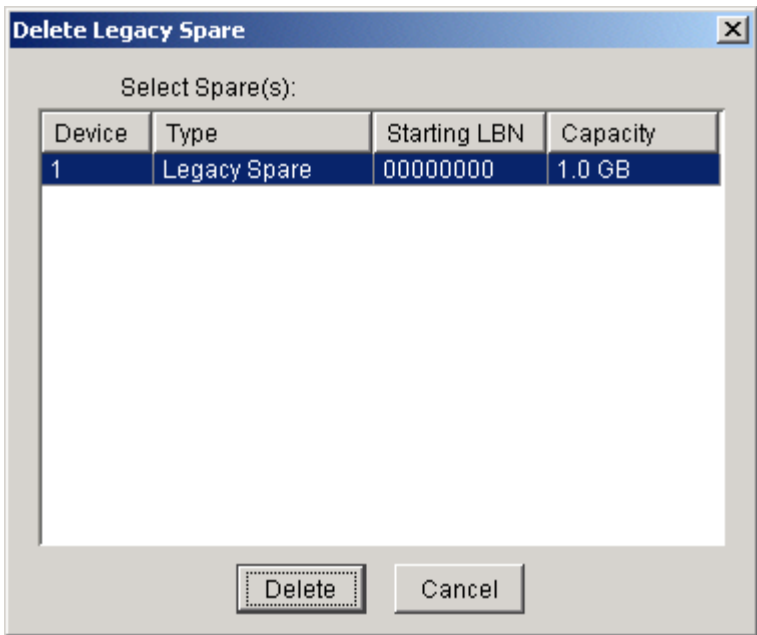 Delete Legacy Spare
Select Spare(s):
Device Type Starting LBN Capacity
1 Legacy Spare 00000000 1.0 GB
Delete Cancel